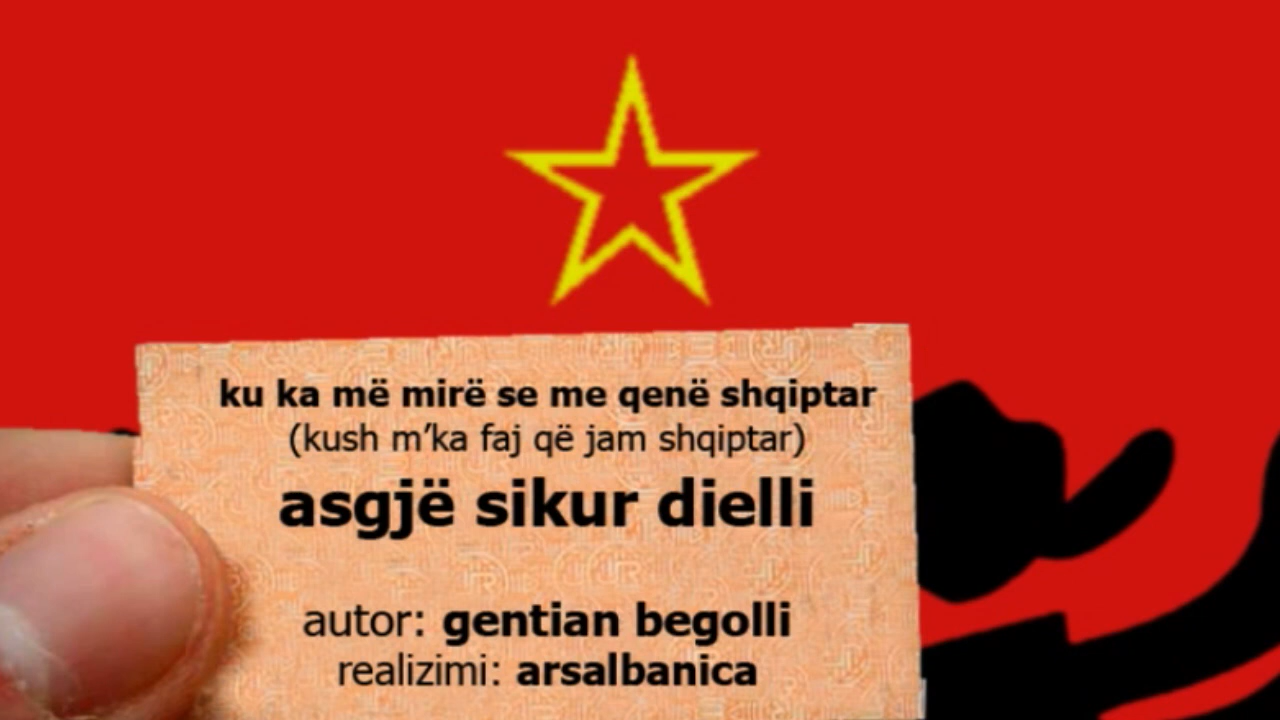 ku ka më mirë se me qenë shqiptar
(kush m’ka faj që jam shqiptar)
asgjë sikur dielli
autor: gentian begolli
realizimi: arsalbanica